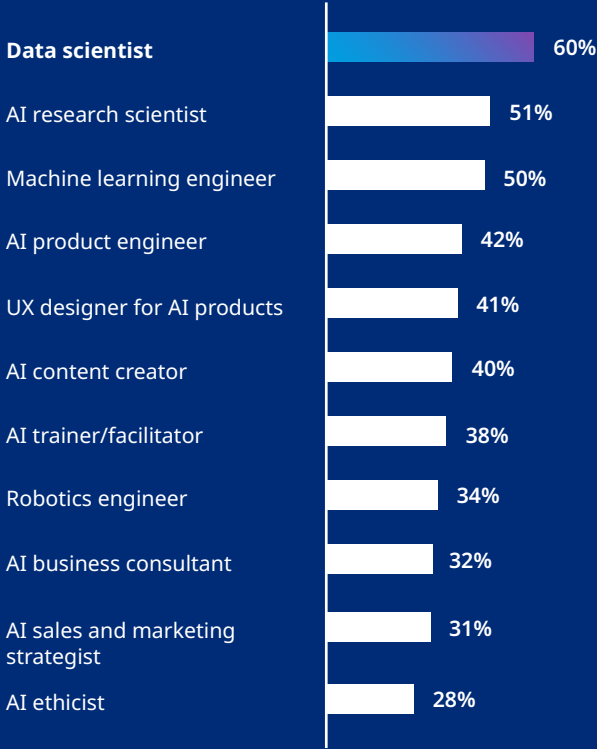 Data scientist 60%
AI research scientist 51%
Machine learning engineer 50%
AI product engineer 42%
UX designer for AI products 41%
AI content creator 40%
AI trainer/facilitator 38%
Robotics engineer 34%
AI business consultant 32%
AI sales and marketing 31%
strategist
AI ethicist 28%